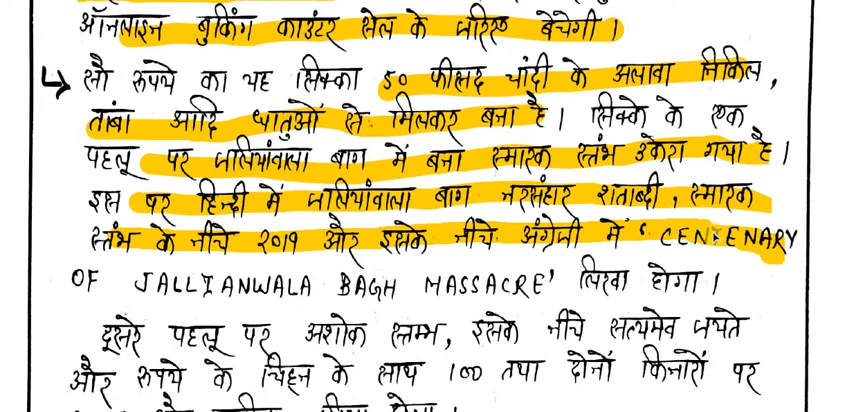 ऑनलाइन बुकिंग काउंटर सेल के जरिए बेचेगी ।
सौ रूपये का यह सिक्का ५० फीसद चांदी के अलावा निकिल,
तांबा आदि धातुओं से मिलकर बना है । सिक्के के एक
पहलू पर जलियांवाला बाग में बना स्मारक स्तंभ उकेरा गया है ।
इस पर हिन्दी में जलियांवाला बाग नरसंहार शताब्दी, स्मारक
स्तंभ के नीचे २०१९ और इसके नीचे अंग्रेजी में ' CENTENARY
OF JALLIANWALA BAGH MASSACRE' लिखा होगा ।
दूसरे पहलू पर अशोक स्तम्भ, इसके नीचे सत्यमेव जयते
और रूपये के चिह्न के साथ 100 तथा दोनों किनारों पर